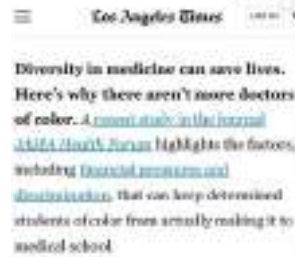 Los Angeles Times
Diversity in medicine can save lives.
Here's why there aren't more doctors
of color. A recent study in the journal
JAMA Health Forum highlights the factors,
including financial pressures and
discrimination, that can keep determined
students of color from actually making it to
medical school